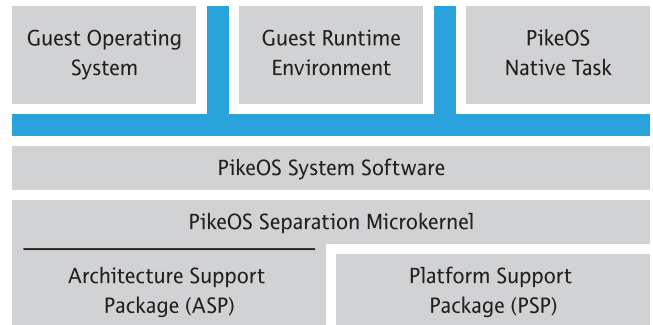 Guest Operating
System
Guest Runtime
Environment
PikeOS
Native Task
PikeOS System Software
PikeOS Separation Microkernel
Architecture Support
Package (ASP)
Platform Support
Package (PSP)